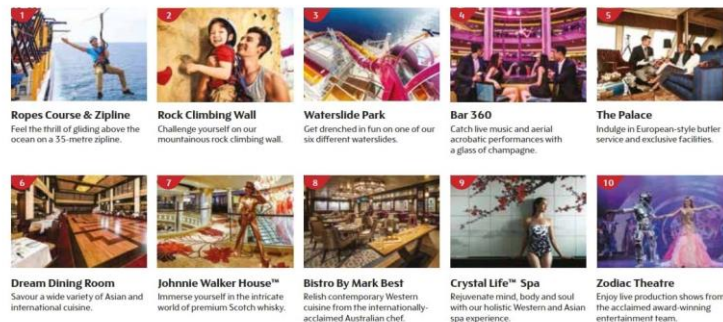 1
2
3
4
5
Ropes Course & Zipline
Feel the thrill of gliding above the
ocean on a 35-metre zipline.
Rock Climbing Wall
Challenge yourself on our
mountainous rock climbing wall.
Waterslide Park
Get drenched in fun on one of our
six different waterslides.
Bar 360
Catch live music and aerial
acrobatic performances with
a glass of champagne.
The Palace
Indulge in European-style butler
service and exclusive facilities.
6
7
8
9
10
Dream Dining Room
Savour a wide variety of Asian and
international cuisine.
Johnnie Walker House™
Immerse yourself in the intricate
world of premium Scotch whisky.
Bistro By Mark Best
Relish contemporary Western
cuisine from the internationally-
acclaimed Australian chef.
Crystal Life™ Spa
Rejuvenate mind, body and soul
with our holistic Western and Asian
spa experience.
Zodiac Theatre
Enjoy live production shows from
the acclaimed award-winning
entertainment team.